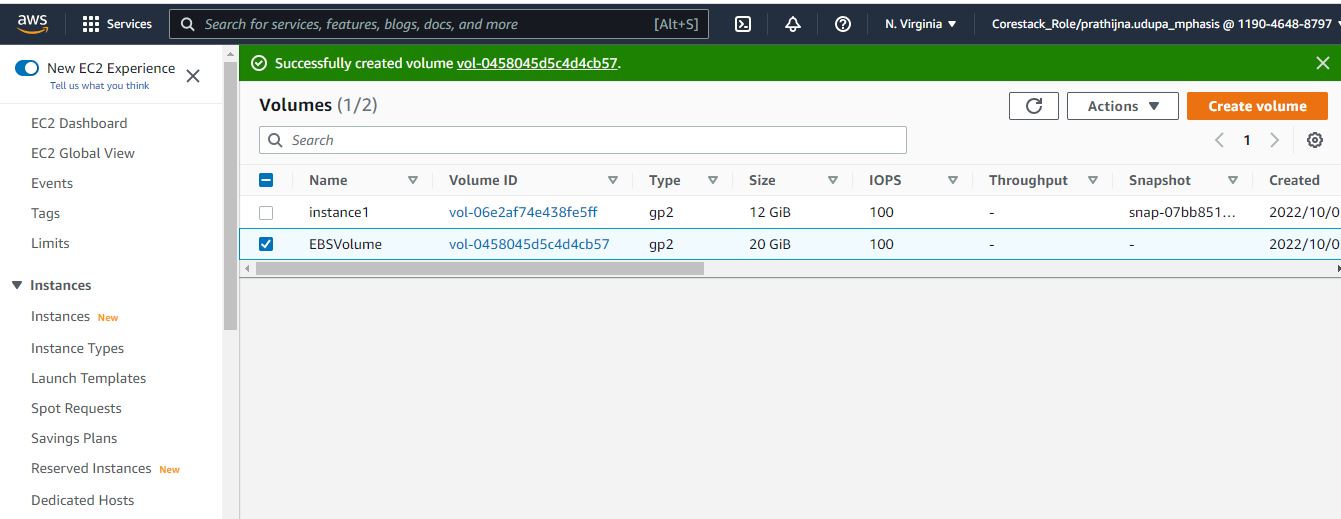 aws Services Search for services, features, blogs, docs, and more [Alt+S] N. Virginia Corestack_Role/prathijna.udupa_mphasis @ 1190-4648-8797
New EC2 Experience
Tell us what you think
EC2 Dashboard
EC2 Global View
Events
Tags
Limits
Instances
Instances New
Instance Types
Launch Templates
Spot Requests
Savings Plans
Reserved Instances New
Dedicated Hosts
Successfully created volume vol-0458045d5c4d4cb57.
Volumes (1/2) Actions Create volume
Search 1
Name Volume ID Type Size IOPS Throughput Snapshot Created
instance1 vol-06e2af74e438fe5ff gp2 12 GiB 100 - snap-07bb851... 2022/10/0
EBSVolume vol-0458045d5c4d4cb57 gp2 20 GiB 100 - - 2022/10/0